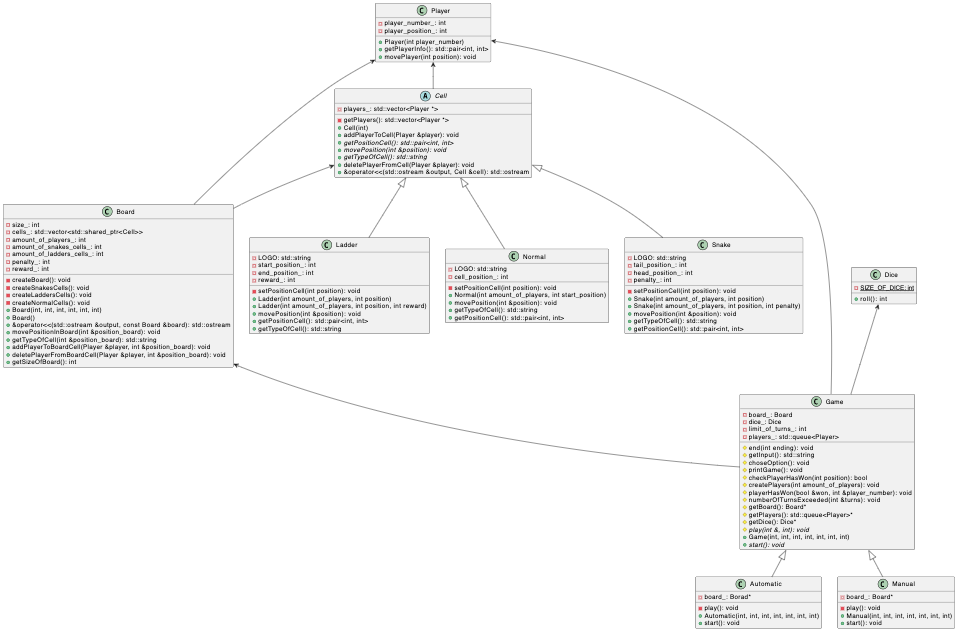 C Player
player_number_: int
player_position_: int
Player(int player_number)
getPlayerInfo(): std::pair<int, int>
movePlayer(int position): void
A Cell
players_: std::vector<Player *>
getPlayers(): std::vector<Player *>
Cell(int)
addPlayerToCell(Player &player): void
getPositionCell(): std::pair<int, int>
movePosition(int &position): void
getTypeOfCell(): std::string
deletePlayerFromCell(Player &player): void
&operator<<(std::ostream &output, Cell &cell): std::ostream
C Board
size_: int
cells_: std::vector<std::shared_ptr<Cell>>
amount_of_players_: int
amount_of_snakes_cells_: int
amount_of_ladders_cells_: int
penalty_: int
reward_: int
createBoard(): void
createSnakesCells(): void
createLaddersCells(): void
createNormalCells(): void
Board(int, int, int, int, int, int)
Board()
&operator<<(std::ostream &output, const Board &board): std::ostream
movePositionInBoard(int &position_board): void
getTypeOfCell(int &position_board): std::string
addPlayerToBoardCell(Player &player, int &position_board): void
deletePlayerFromBoardCell(Player &player, int &position_board): void
getSizeOfBoard(): int
C Ladder
LOGO: std::string
start_position_: int
end_position_: int
reward_: int
setPositionCell(int position): void
Ladder(int amount_of_players, int position)
Ladder(int amount_of_players, int position, int reward)
movePosition(int &position): void
getPositionCell(): std::pair<int, int>
getTypeOfCell(): std::string
C Normal
LOGO: std::string
cell_position_: int
setPositionCell(int position): void
Normal(int amount_of_players, int start_position)
movePosition(int &position): void
getTypeOfCell(): std::string
getPositionCell(): std::pair<int, int>
C Snake
LOGO: std::string
tail_position_: int
head_position_: int
penalty_: int
setPositionCell(int position): void
Snake(int amount_of_players, int position)
Snake(int amount_of_players, int position, int penalty)
movePosition(int &position): void
getTypeOfCell(): std::string
getPositionCell(): std::pair<int, int>
C Dice
SIZE_OF_DICE: int
roll(): int
C Game
board_: Board
dice_: Dice
limit_of_turns_: int
players_: std::queue<Player>
end(int ending): void
getInput(): std::string
choseOption(): void
printGame(): void
checkPlayerHasWon(int position): bool
createPlayers(int amount_of_players): void
playerHasWon(bool &won, int &player_number): void
numberOfTurnsExceeded(int &turns): void
getBoard(): Board*
getPlayers(): std::queue<Player>*
getDice(): Dice*
play(int &, int): void
Game(int, int, int, int, int, int, int)
start(): void
C Automatic
board_: Borad*
play(): void
Automatic(int, int, int, int, int, int)
start(): void
C Manual
board_: Board*
play(): void
Manual(int, int, int, int, int, int)
start(): void